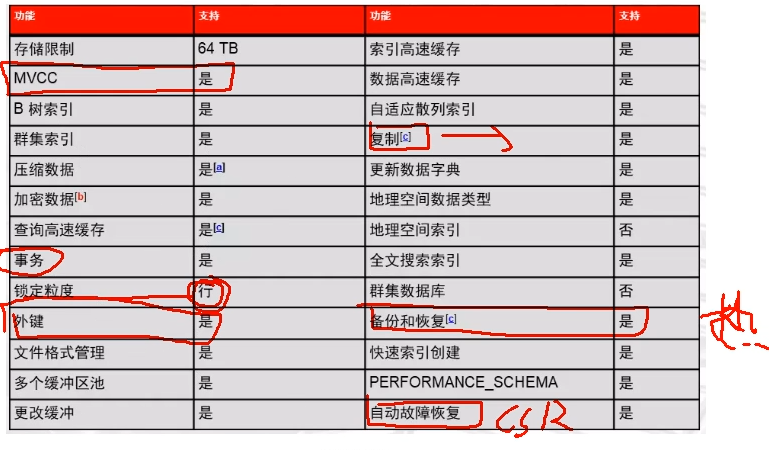 功能 支持 功能 支持
存储限制 64 TB 索引高速缓存 是
MVCC 是 数据高速缓存 是
B 树索引 是 自适应散列索引 是
群集索引 是 复制[c] 是
压缩数据 是[a] 更新数据字典 是
加密数据[b] 是 地理空间数据类型 是
查询高速缓存 是[c] 地理空间索引 否
事务 是 全文搜索索引 是
锁定粒度 行 群集数据库 否
外键 是 备份和恢复[c] 是
文件格式管理 是 快速索引创建 是
多个缓冲区池 是 PERFORMANCE_SCHEMA 是
更改缓冲 是 自动故障恢复 是
CSR